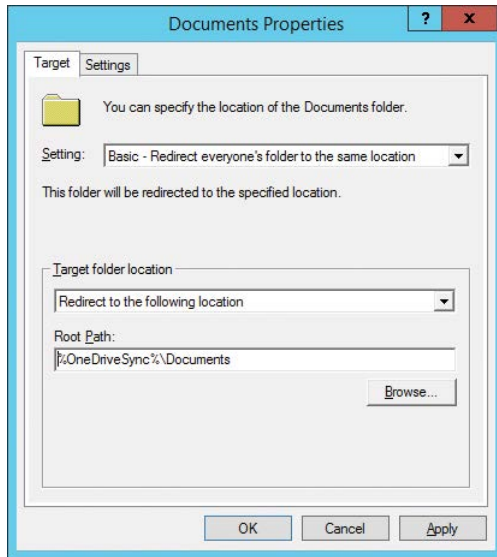 Documents Properties
?
x
Target
Settings
You can specify the location of the Documents folder.
Setting:
Basic - Redirect everyone's folder to the same location
This folder will be redirected to the specified location.
Target folder location
Redirect to the following location
Root Path:
%OneDriveSync%\Documents
Browse...
OK
Cancel
Apply